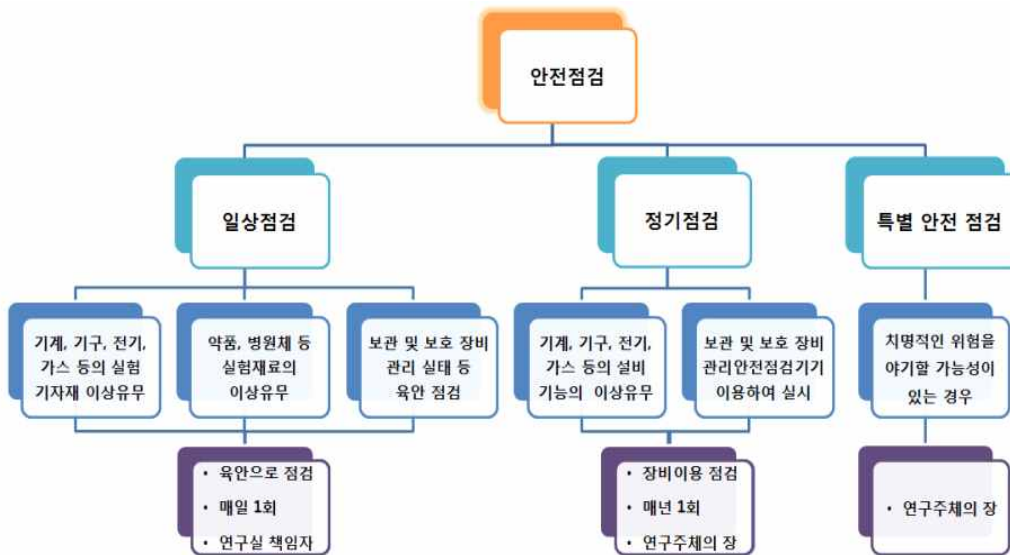 안전점검
일상점검
정기점검
특별 안전 점검
기계, 기구, 전기,
가스 등의 실험
기자재 이상유무
약품, 병원체 등
실험재료의
이상유무
보관 및 보호 장비
관리 실태 등
육안 점검
기계, 기구, 전기,
가스 등의 설비
기능의 이상유무
보관 및 보호 장비
관리안전점검기기
이용하여 실시
치명적인 위험을
야기할 가능성이
있는 경우
• 육안으로 점검
• 매일 1회
• 연구실 책임자
• 장비이용 점검
• 매년 1회
• 연구주체의 장
• 연구주체의 장